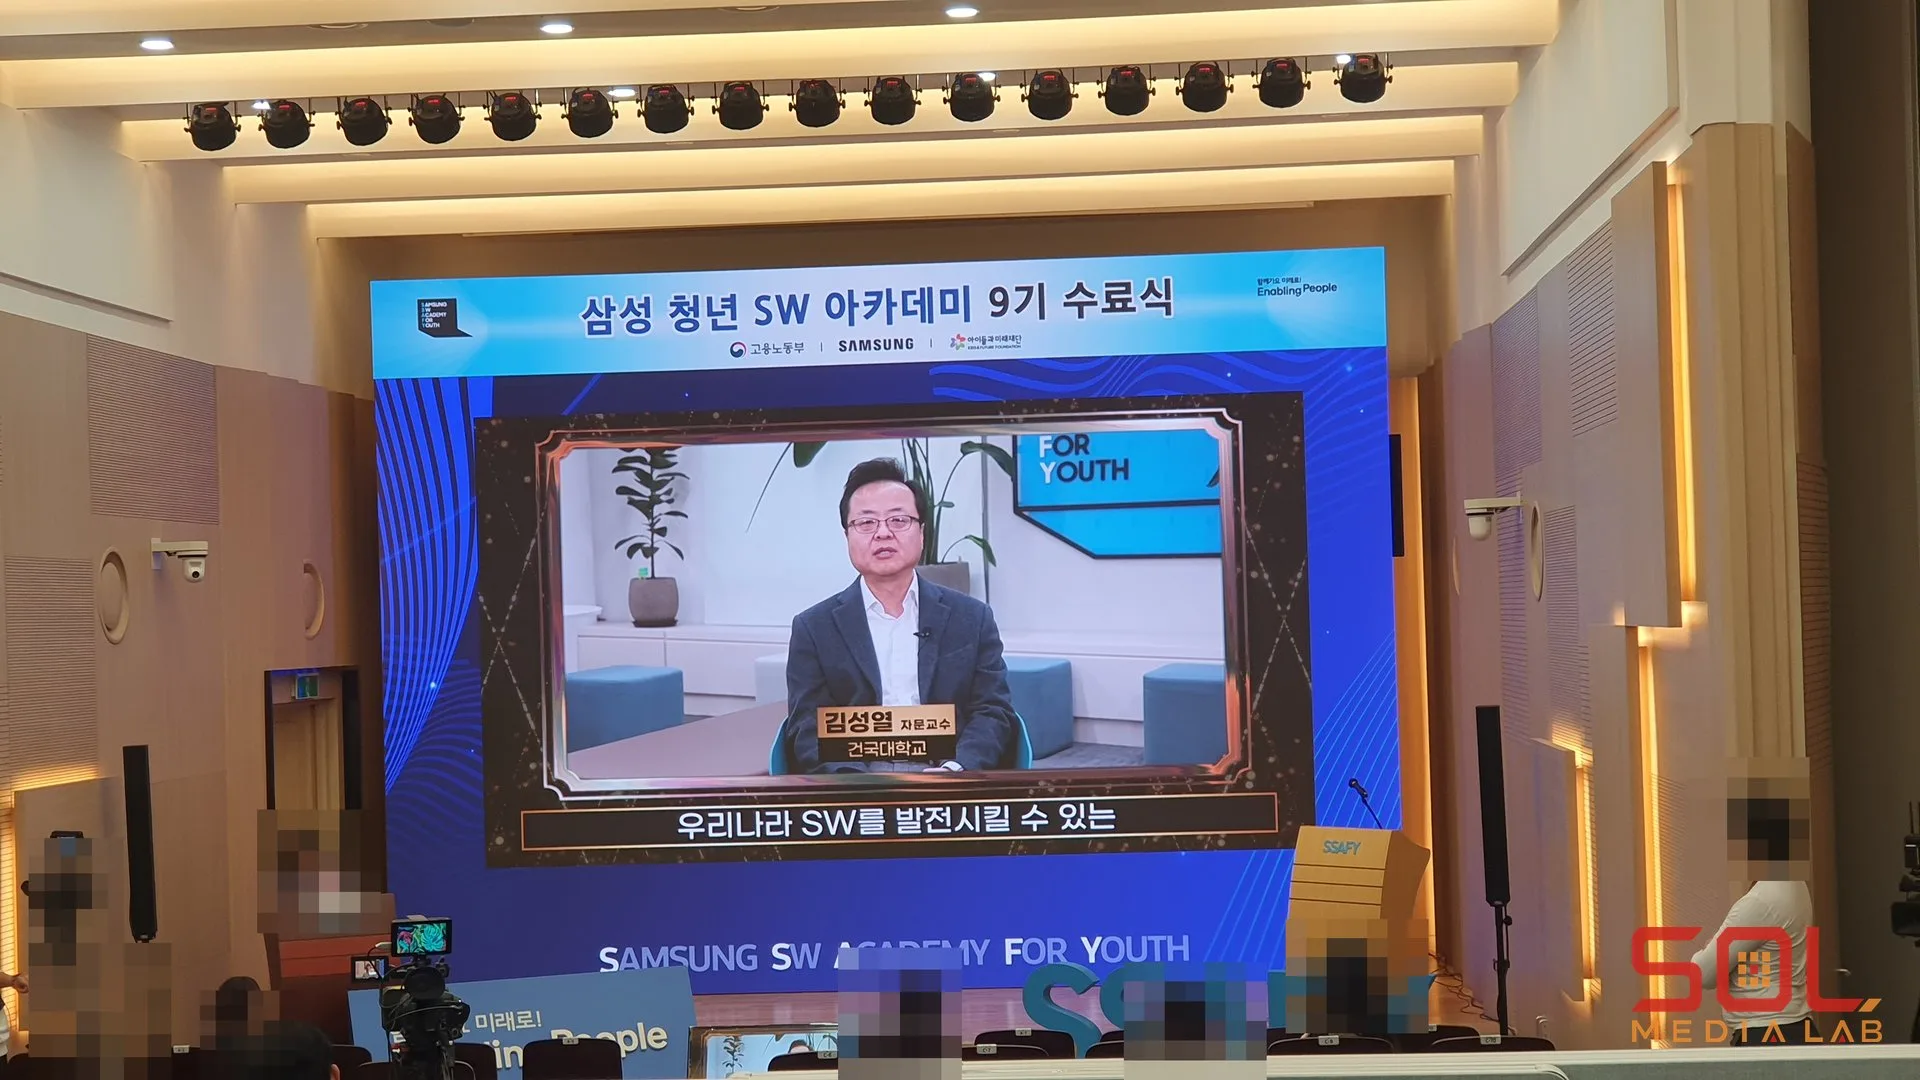 SAMSUNG
SW
ACADEMY
FOR
YOUTH
삼성 청년 SW 아카데미 9기 수료식
함께가요 미래로!
Enabling People
고용노동부 | SAMSUNG | 아이들과미래재단
FOR
YOUTH
김성열 자문교수
건국대학교
우리나라 SW를 발전시킬 수 있는
SSAFY
SAMSUNG SW ACADEMY FOR YOUTH
미래로!
People
SOL
MEDIA LAB